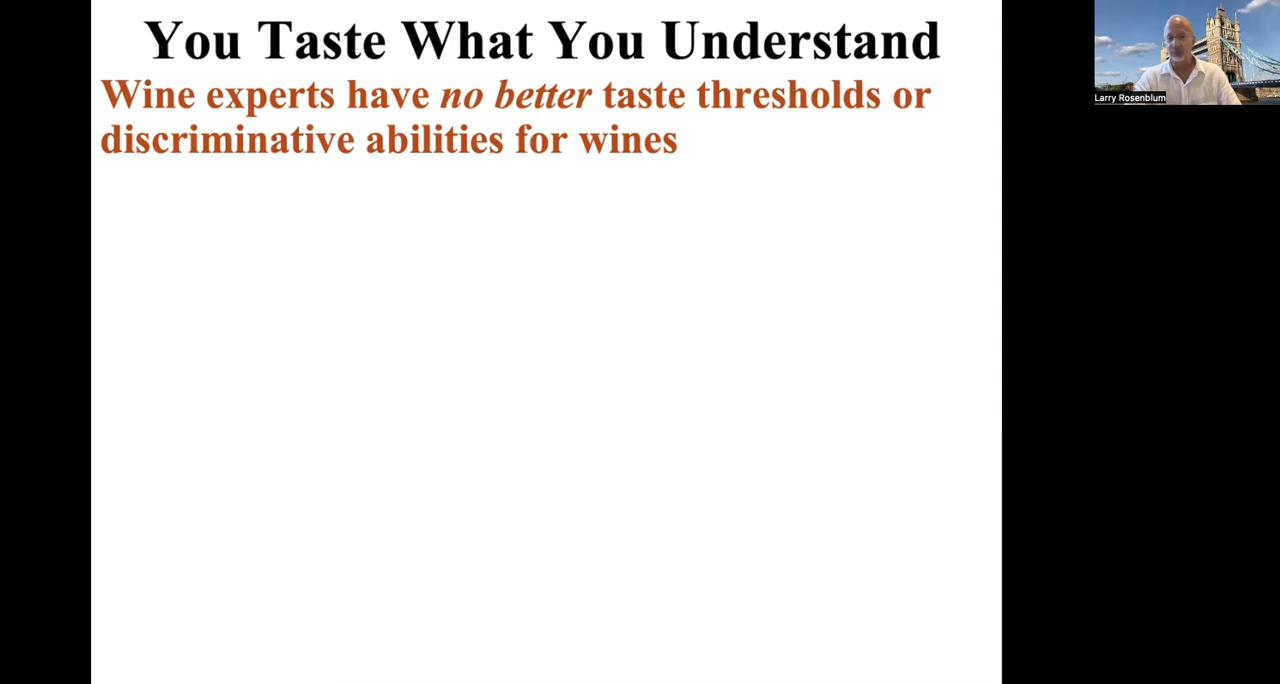 You Taste What You Understand
Wine experts have no better taste thresholds or
discriminative abilities for wines
Larry Rosenblum